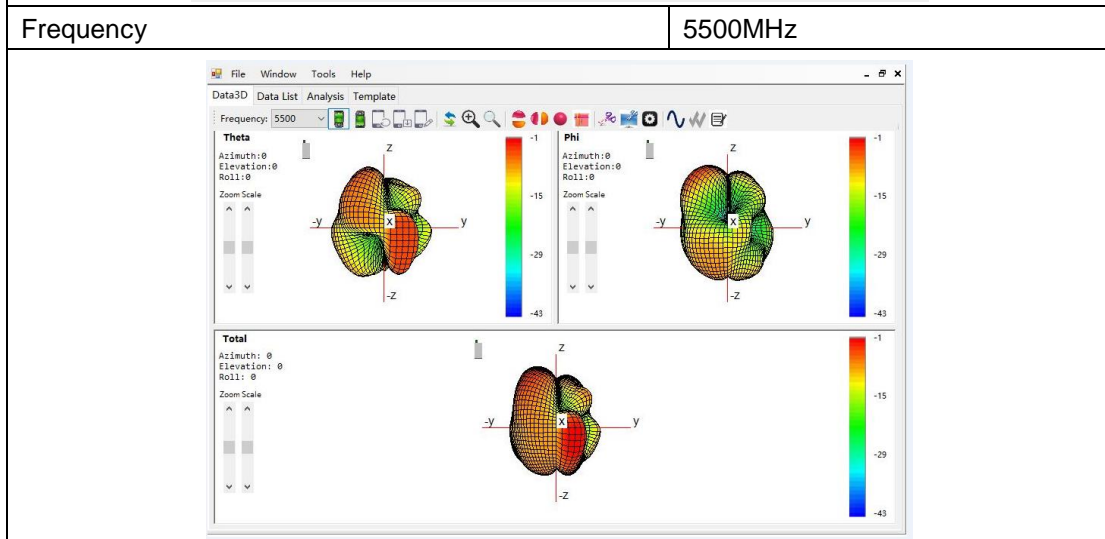 Frequency 5500MHz
File Window Tools Help
Data3D Data List Analysis Template
Frequency: 5500
Theta
Azimuth:0
Elevation:0
Roll:0
Zoom Scale
z
-y x y
-z
-1
-15
-29
-43
Phi
Azimuth:0
Elevation:0
Roll:0
Zoom Scale
z
-y x y
-z
-1
-15
-29
-43
Total
Azimuth: 0
Elevation: 0
Roll: 0
Zoom Scale
z
-y x y
-z
-1
-15
-29
-43